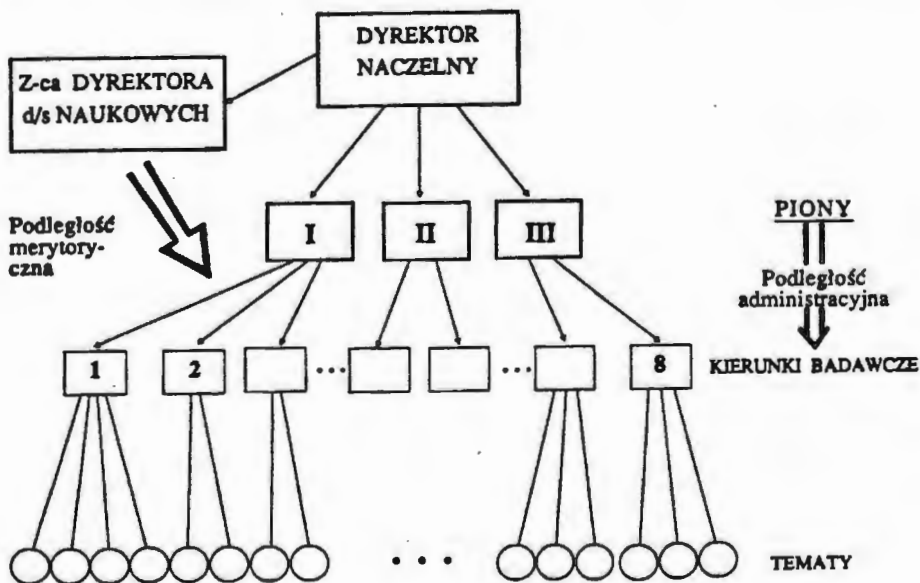 DYREKTOR
NACZELNY
Z-ca DYREKTORA
d/s NAUKOWYCH
Podległość
merytory-
czna
I
II
III
PIONY
Podległość
administracyjna
1
2
...
...
8
KIERUNKI BADAWCZE
. . .
TEMATY